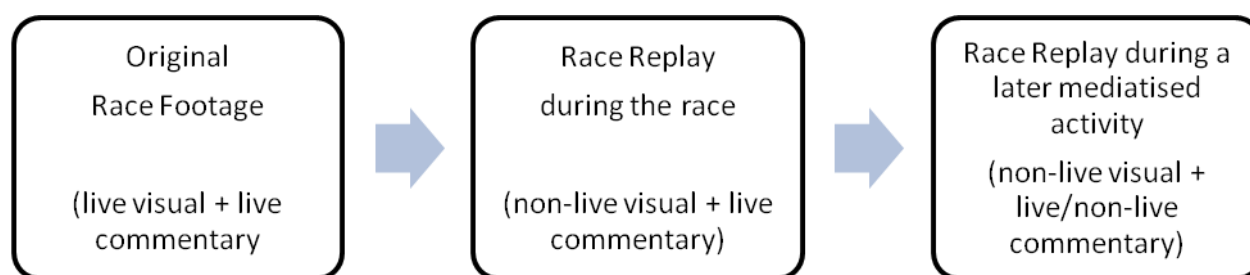 Original
Race Footage
(live visual + live
commentary
Race Replay
during the race
(non-live visual + live
commentary)
Race Replay during a
later mediatised
activity
(non-live visual +
live/non-live
commentary)